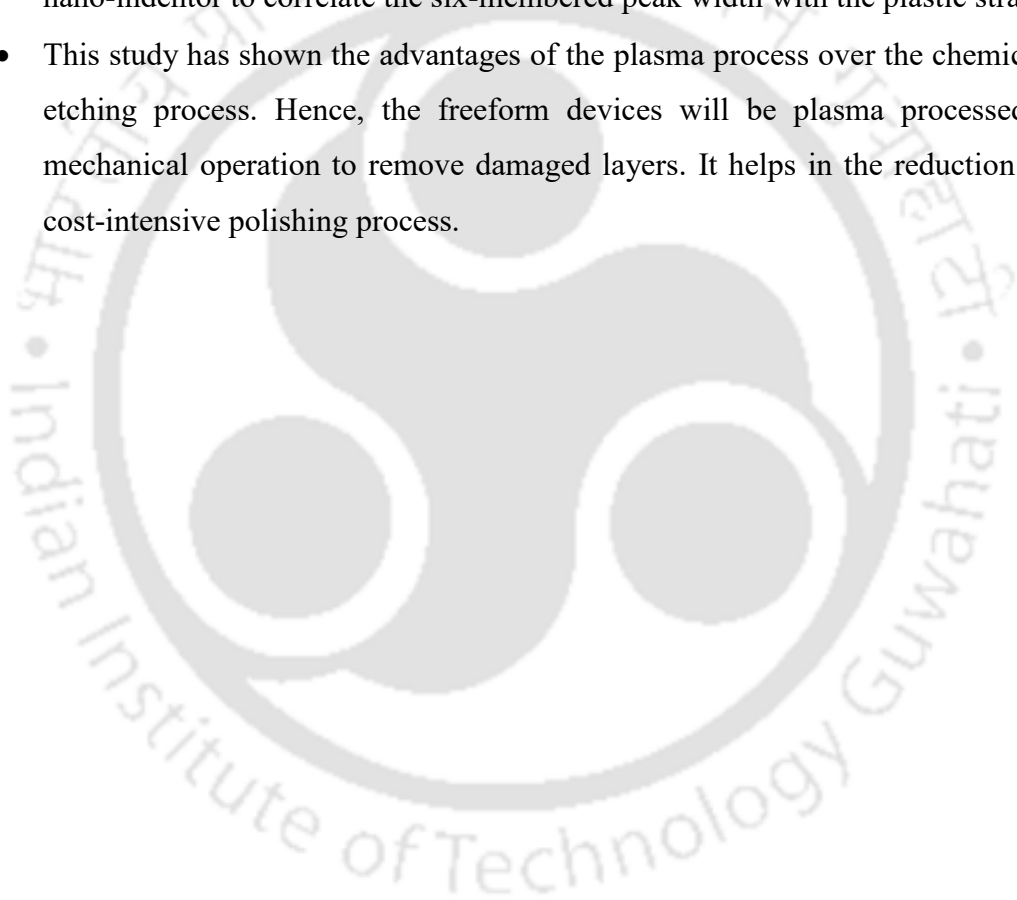 nano-indentor to correlate the six-membered peak width with the plastic
• This study has shown the advantages of the plasma process over the
etching process. Hence, the freeform devices will be plasma processed
mechanical operation to remove damaged layers. It helps in the reduction
cost-intensive polishing process.
• Indian Institute of Technology Guwahati •